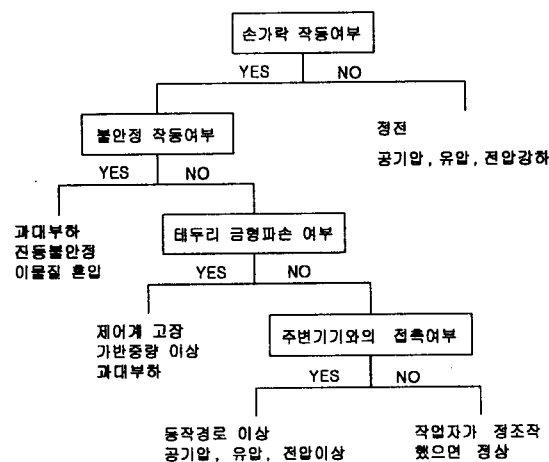 손가락 작동여부
YES NO
불안정 작동여부
정전
공기압, 유압, 전압강하
YES NO
과대부하
진동불안정
이물질 혼입
테두리 금형파손 여부
YES NO
제어계 고장
가반중량 이상
과대부하
주변기기와의 접촉여부
YES NO
동작경로 이상
공기압, 유압, 전압이상
작업자가 정조작
했으면 정상